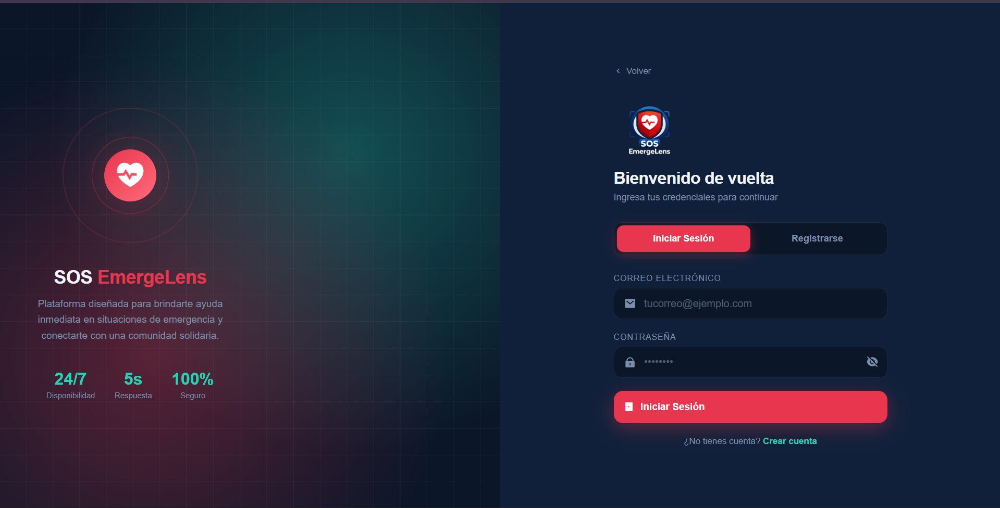 SOS EmergeLens
Plataforma diseñada para brindarte ayuda
inmediata en situaciones de emergencia y
conectarte con una comunidad solidaria.
24/7
Disponibilidad
5s
Respuesta
100%
Seguro
Volver
SOS
EmergeLens
Bienvenido de vuelta
Ingresa tus credenciales para continuar
Iniciar Sesión
Registrarse
CORREO ELECTRÓNICO
tucorreo@ejemplo.com
CONTRASEÑA
••••••••
Iniciar Sesión
¿No tienes cuenta? Crear cuenta